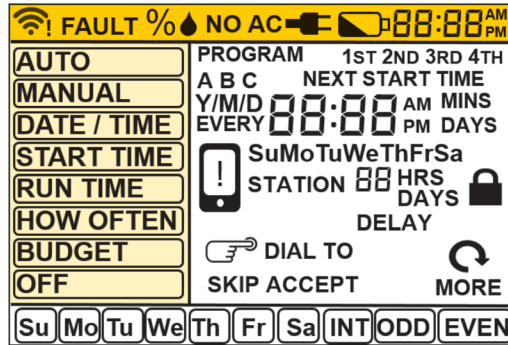 ! FAULT % NO AC 88:88 AM PM
AUTO
MANUAL
DATE / TIME
START TIME
RUN TIME
HOW OFTEN
BUDGET
OFF
PROGRAM 1ST 2ND 3RD 4TH
A B C NEXT START TIME
Y/M/D 88:88 AM MINS
EVERY PM DAYS
SuMoTuWeThFrSa
! STATION 88 HRS
DAYS
DELAY
DIAL TO
SKIP ACCEPT MORE
Su Mo Tu We Th Fr Sa INT ODD EVEN